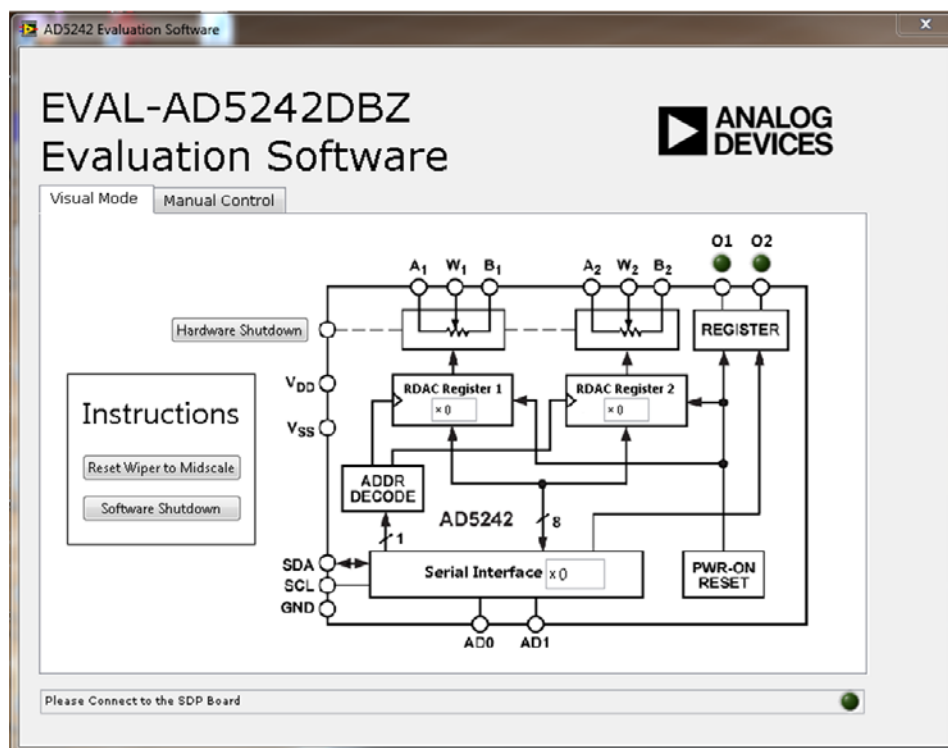 AD5242 Evaluation Software
x
EVAL-AD5242DBZ
Evaluation Software
ANALOG
DEVICES
Visual Mode
Manual Control
O1 O2
A1 W1 B1 A2 W2 B2
Hardware Shutdown
REGISTER
VDD
RDAC Register 1
x 0
RDAC Register 2
x 0
VSS
Instructions
Reset Wiper to Midscale
Software Shutdown
ADDR
DECODE
AD5242
8
1
SDA
SCL
GND
Serial Interface x 0
PWR-ON
RESET
AD0 AD1
Please Connect to the SDP Board